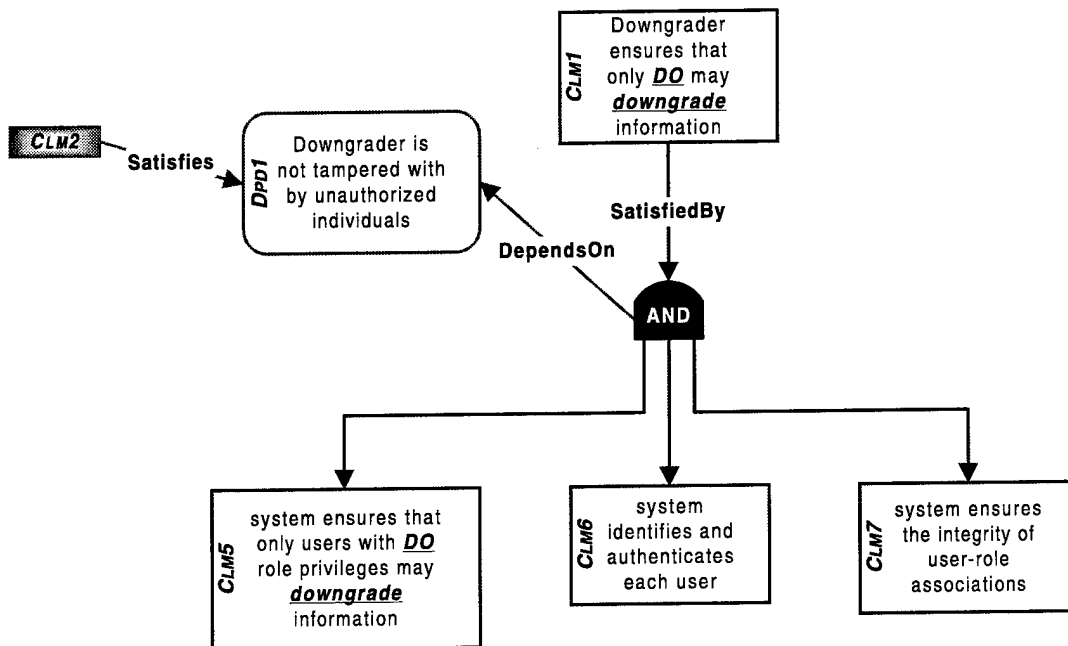 CLM1
Downgrader
ensures that
only DO may
downgrade
information
CLM2
Satisfies
DPD1
Downgrader is
not tampered with
by unauthorized
individuals
SatisfiedBy
DependsOn
AND
CLM5
system ensures that
only users with DO
role privileges may
downgrade
information
CLM6
system
identifies and
authenticates
each user
CLM7
system ensures
the integrity of
user-role
associations